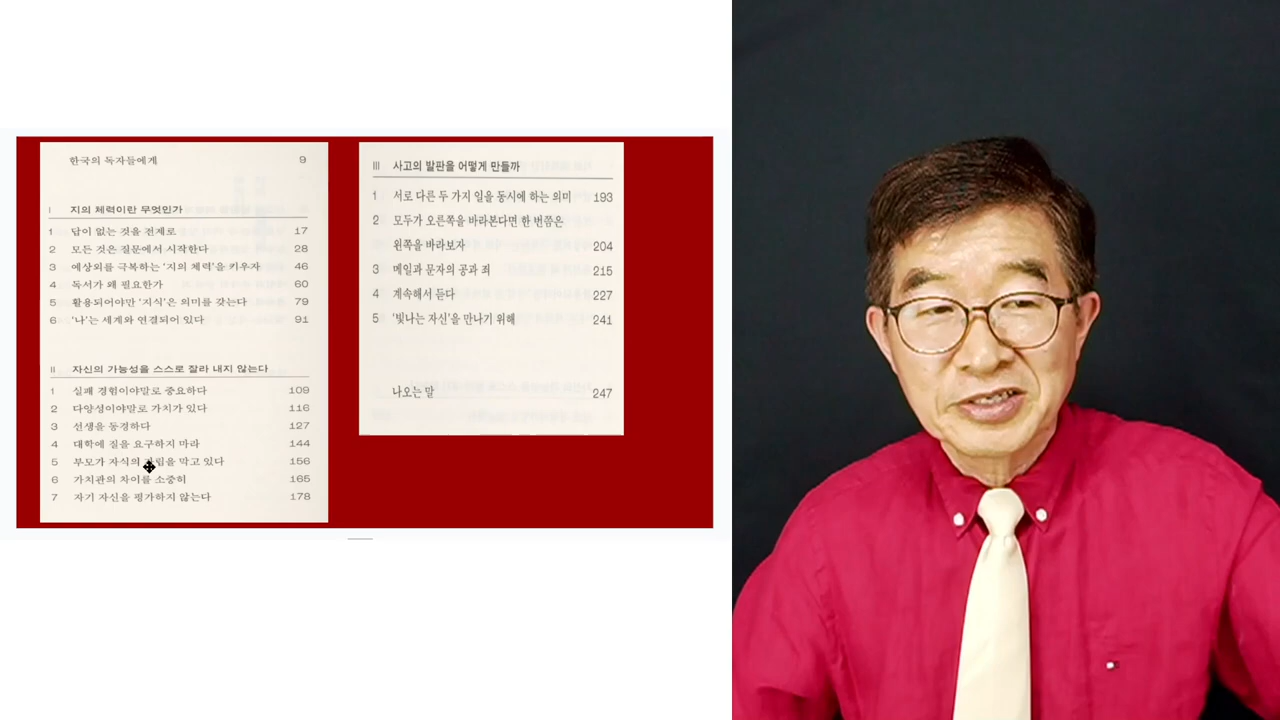 한국의 독자들에게 9
I 지의 체력이란 무엇인가
1 답이 없는 것을 전제로 17
2 모든 것은 질문에서 시작한다 28
3 예상외를 극복하는 '지의 체력'을 키우자 46
4 독서가 왜 필요한가 60
5 활용되어야만 '지식'은 의미를 갖는다 79
6 '나'는 세계와 연결되어 있다 91
II 자신의 가능성을 스스로 잘라 내지 않는다
1 실패 경험이야말로 중요하다 109
2 다양성이야말로 가치가 있다 116
3 선생을 동경하다 127
4 대학에 질을 요구하지 마라 144
5 부모가 자식의 자립을 막고 있다 156
6 가치관의 차이를 소중히 165
7 자기 자신을 평가하지 않는다 178
III 사고의 발판을 어떻게 만들까
1 서로 다른 두 가지 일을 동시에 하는 의미 193
2 모두가 오른쪽을 바라본다면 한 번쯤은
왼쪽을 바라보자 204
3 메일과 문자의 공과 죄 215
4 계속해서 듣다 227
5 '빛나는 자신'을 만나기 위해 241
나오는 말 247